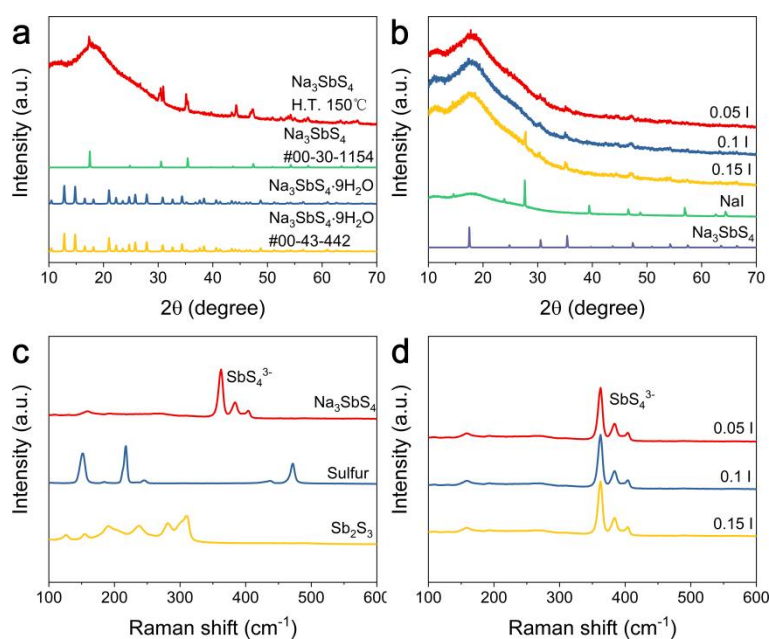 a
Intensity (a.u.)
Na₃SbS₄
H.T. 150℃
Na₃SbS₄
#00-30-1154
Na₃SbS₄·9H₂O
Na₃SbS₄·9H₂O
#00-43-442
10 20 30 40 50 60 70
2θ (degree)
b
Intensity (a.u.)
0.05 I
0.1 I
0.15 I
NaI
Na₃SbS₄
10 20 30 40 50 60 70
2θ (degree)
c
Intensity (a.u.)
SbS₄³⁻
Na₃SbS₄
Sulfur
Sb₂S₃
100 200 300 400 500 600
Raman shift (cm⁻¹)
d
Intensity (a.u.)
SbS₄³⁻
0.05 I
0.1 I
0.15 I
100 200 300 400 500 600
Raman shift (cm⁻¹)